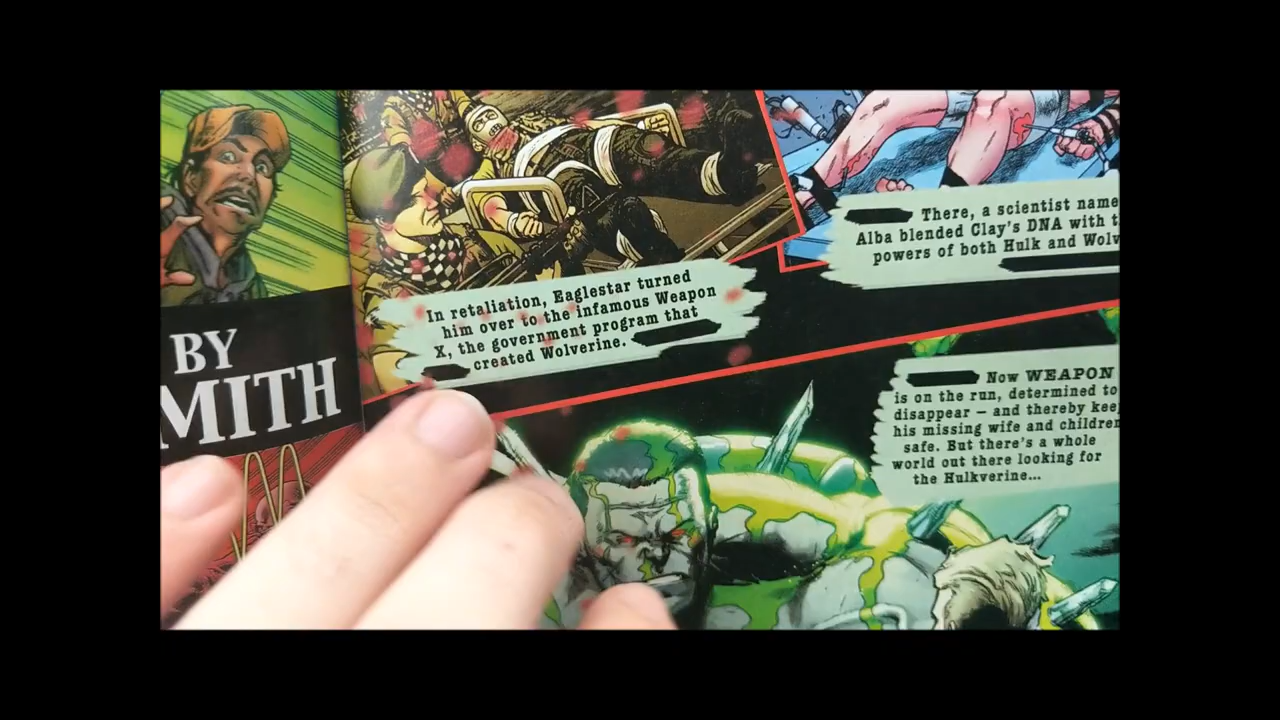 BY
MITH
In retaliation, Eaglestar turned
him over to the infamous Weapon
X, the government program that
created Wolverine.
There, a scientist name
Alba blended Clay's DNA with t
powers of both Hulk and Wolv
Now WEAPON
is on the run, determined to
disappear – and thereby kee
his missing wife and children
safe. But there's a whole
world out there looking for
the Hulkverine...